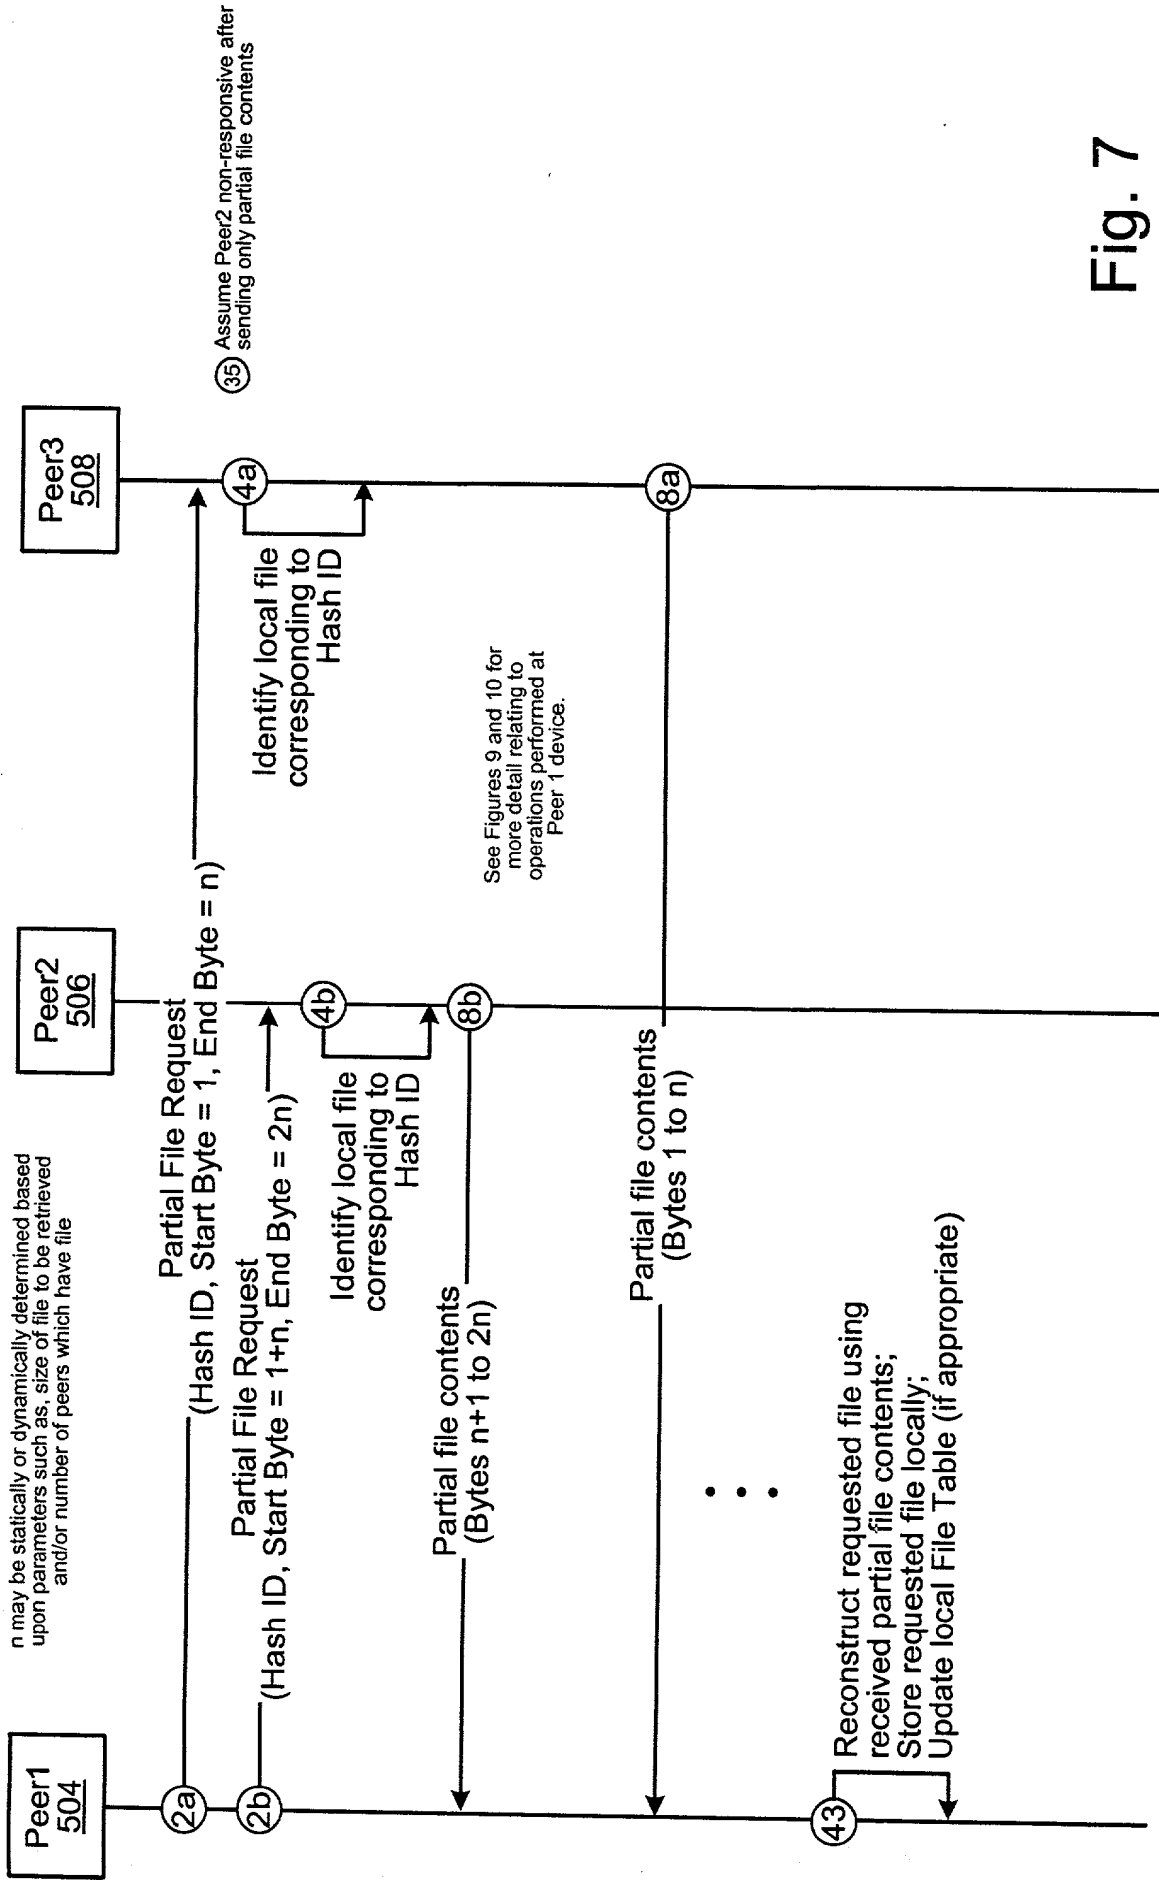 n may be statically or dynamically determined based
upon parameters such as, size of file to be retrieved
and/or number of peers which have file
Peer1
504
Peer2
506
Peer3
508
2a
Partial File Request
(Hash ID, Start Byte = 1, End Byte = n)
35
Assume Peer2 non-responsive after
sending only partial file contents
2b
Partial File Request
(Hash ID, Start Byte = 1+n, End Byte = 2n)
4a
Identify local file
corresponding to
Hash ID
4b
Identify local file
corresponding to
Hash ID
8b
Partial file contents
(Bytes n+1 to 2n)
See Figures 9 and 10 for
more detail relating to
operations performed at
Peer 1 device.
8a
Partial file contents
(Bytes 1 to n)
43
Reconstruct requested file using
received partial file contents;
Store requested file locally;
Update local File Table (if appropriate)
Fig. 7